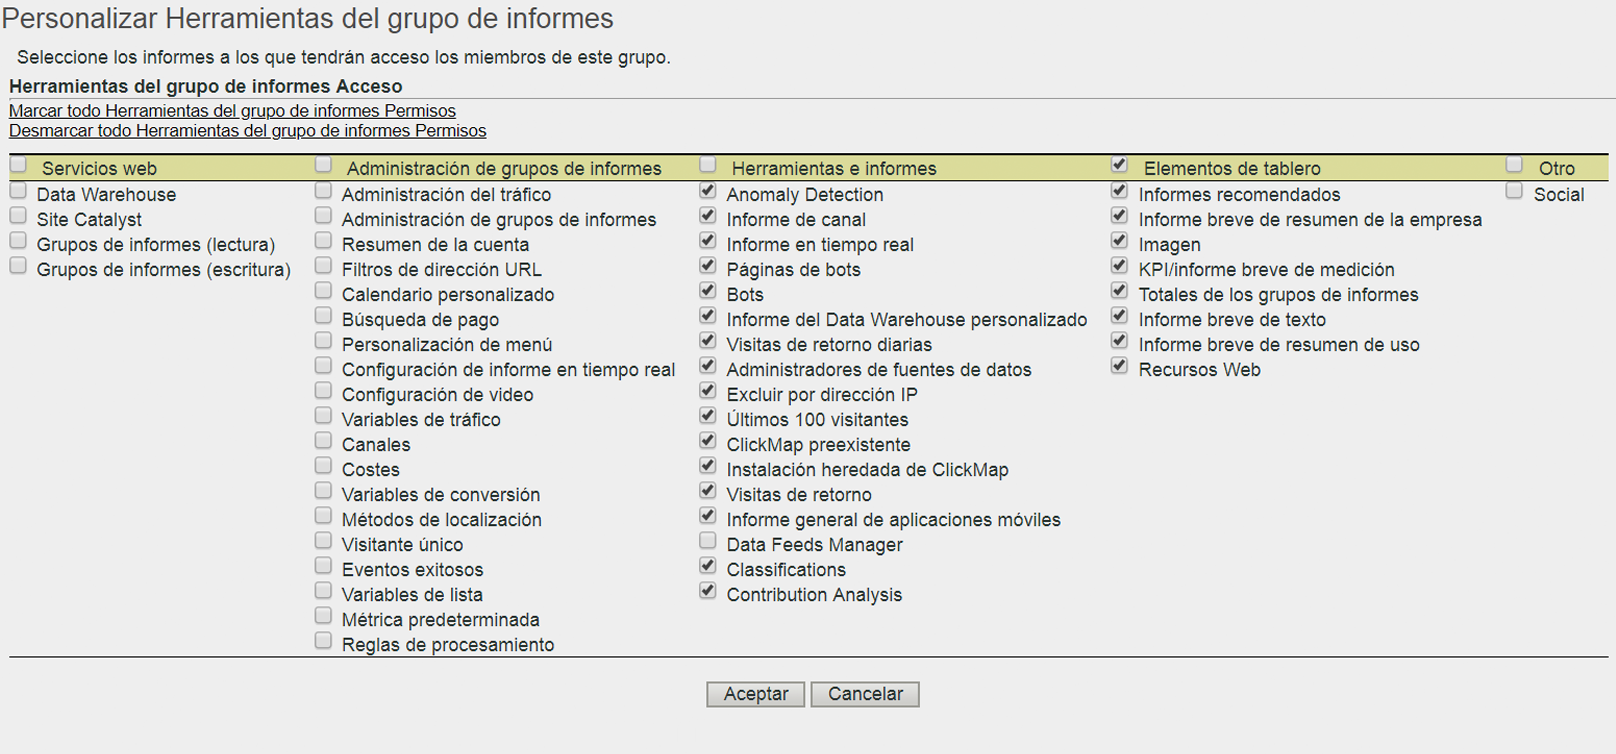 Personalizar Herramientas del grupo de informes
Seleccione los informes a los que tendrán acceso los miembros de este grupo.
Herramientas del grupo de informes Acceso
Marcar todo Herramientas del grupo de informes Permisos
Desmarcar todo Herramientas del grupo de informes Permisos
Servicios web
Data Warehouse
Site Catalyst
Grupos de informes (lectura)
Grupos de informes (escritura)
Administración de grupos de informes
Administración del tráfico
Administración de grupos de informes
Resumen de la cuenta
Filtros de dirección URL
Calendario personalizado
Búsqueda de pago
Personalización de menú
Configuración de informe en tiempo real
Configuración de video
Variables de tráfico
Canales
Costes
Variables de conversión
Métodos de localización
Visitante único
Eventos exitosos
Variables de lista
Métrica predeterminada
Reglas de procesamiento
Herramientas e informes
Anomaly Detection
Informe de canal
Informe en tiempo real
Páginas de bots
Bots
Informe del Data Warehouse personalizado
Visitas de retorno diarias
Administradores de fuentes de datos
Excluir por dirección IP
Últimos 100 visitantes
ClickMap preexistente
Instalación heredada de ClickMap
Visitas de retorno
Informe general de aplicaciones móviles
Data Feeds Manager
Classifications
Contribution Analysis
Elementos de tablero
Informes recomendados
Informe breve de resumen de la empresa
Imagen
KPI/informe breve de medición
Totales de los grupos de informes
Informe breve de texto
Informe breve de resumen de uso
Recursos Web
Otro
Social
Aceptar
Cancelar